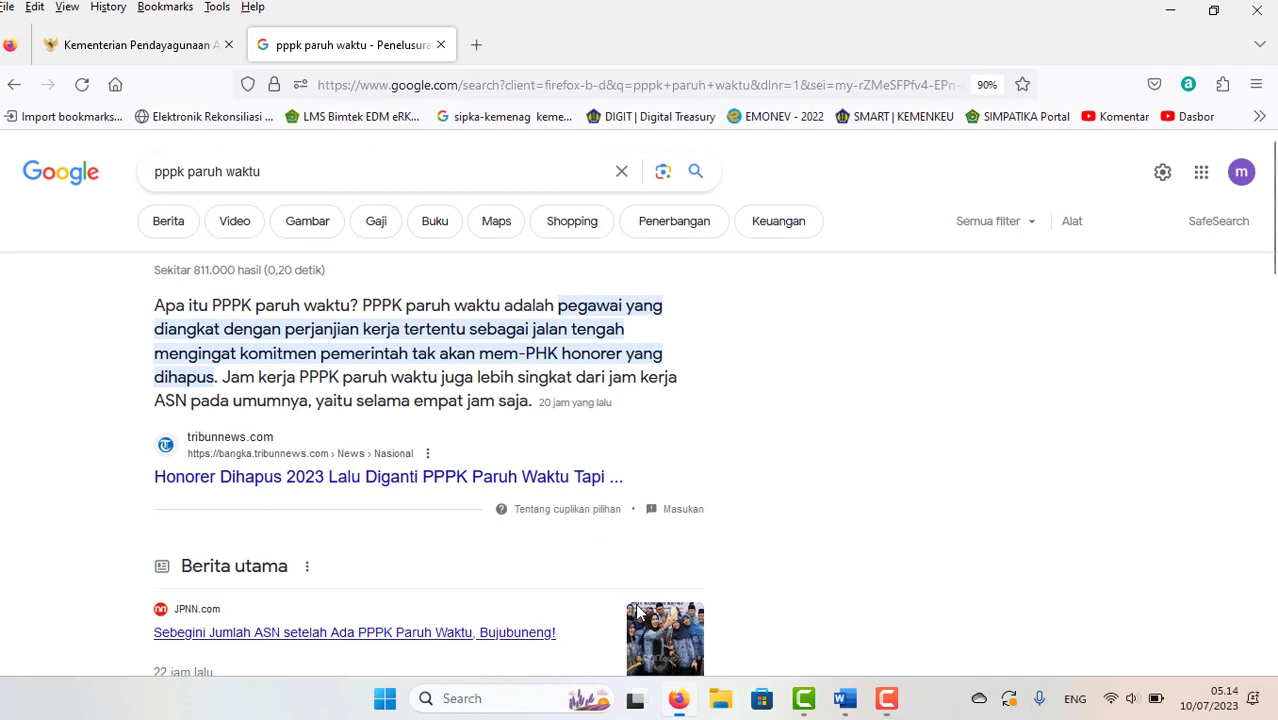 File Edit View History Bookmarks Tools Help
Kementerian Pendayagunaan A
pppk paruh waktu - Penelusura
https://www.google.com/search?client=firefox-b-d&q=pppk+paruh+waktu&dlnr=1&sei=my-rZMeSFPfv4-EPn-
90%
Import bookmarks... Elektronik Rekonsiliasi ... LMS Bimtek EDM eRK... sipka-kemenag keme... DIGIT | Digital Treasury EMONEV - 2022 SMART | KEMENKEU SIMPATIKA Portal Komentar Dasbor
Google pppk paruh waktu m
Berita Video Gambar Gaji Buku Maps Shopping Penerbangan Keuangan Semua filter Alat SafeSearch
Sekitar 811.000 hasil (0,20 detik)
Apa itu PPPK paruh waktu? PPPK paruh waktu adalah pegawai yang
diangkat dengan perjanjian kerja tertentu sebagai jalan tengah
mengingat komitmen pemerintah tak akan mem-PHK honorer yang
dihapus. Jam kerja PPPK paruh waktu juga lebih singkat dari jam kerja
ASN pada umumnya, yaitu selama empat jam saja. 20 jam yang lalu
tribunnews.com
https://bangka.tribunnews.com › News › Nasional
Honorer Dihapus 2023 Lalu Diganti PPPK Paruh Waktu Tapi ...
Tentang cuplikan pilihan • Masukan
Berita utama
JPNN.com
Sebegini Jumlah ASN setelah Ada PPPK Paruh Waktu, Bujubuneng!
22 jam lalu
Search ENG 05.14
10/07/2023